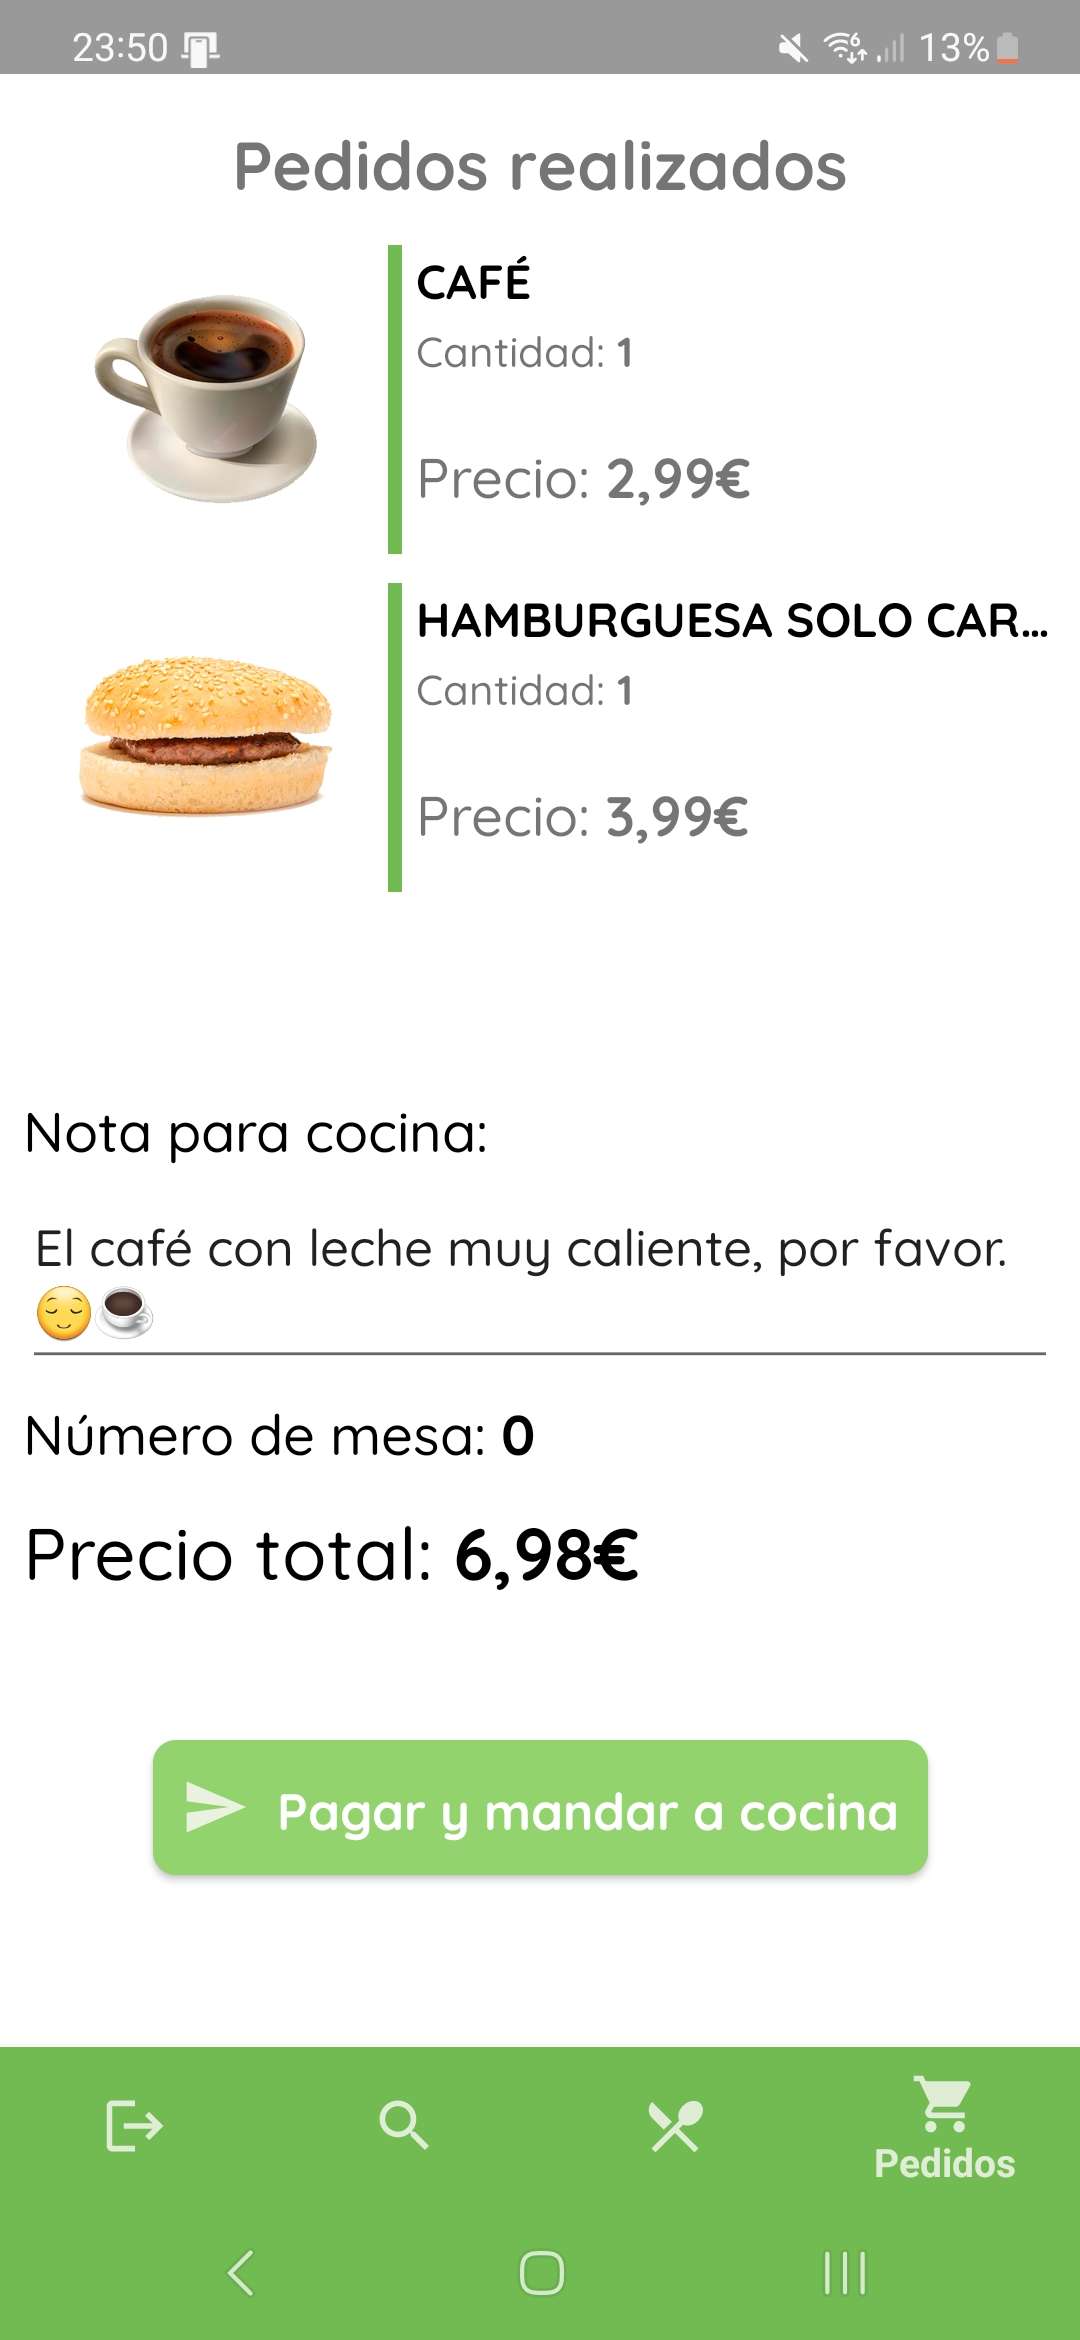 23:50
13%
Pedidos realizados
CAFÉ
Cantidad: 1
Precio: 2,99€
HAMBURGUESA SOLO CAR...
Cantidad: 1
Precio: 3,99€
Nota para cocina:
El café con leche muy caliente, por favor.
😌☕
Número de mesa: 0
Precio total: 6,98€
Pagar y mandar a cocina
Pedidos